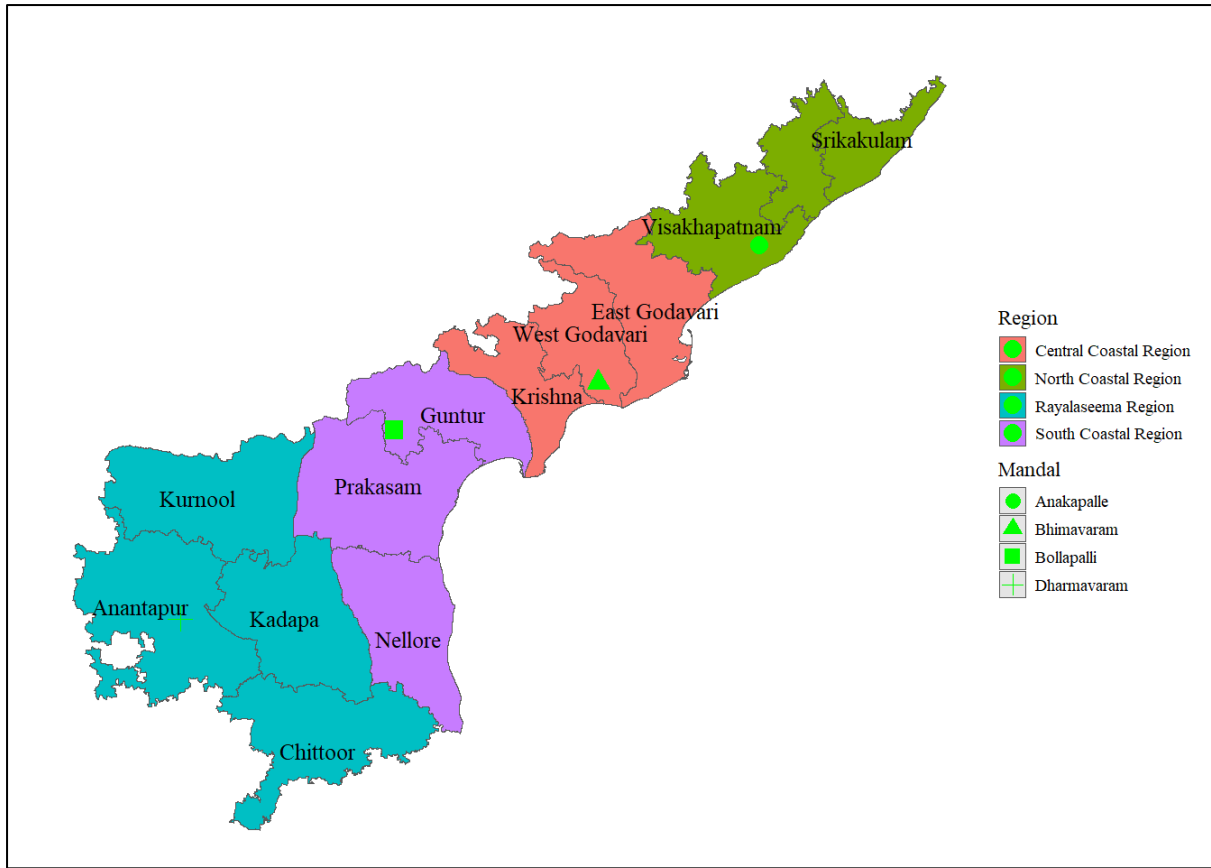 Srikakulam
Visakhapatnam
East Godavari
West Godavari
Krishna
Guntur
Prakasam
Kurnool
Anantapur
Kadapa
Nellore
Chittoor
Region
Central Coastal Region
North Coastal Region
Rayalaseema Region
South Coastal Region
Mandal
Anakapalle
Bhimavaram
Bollapalli
Dharmavaram